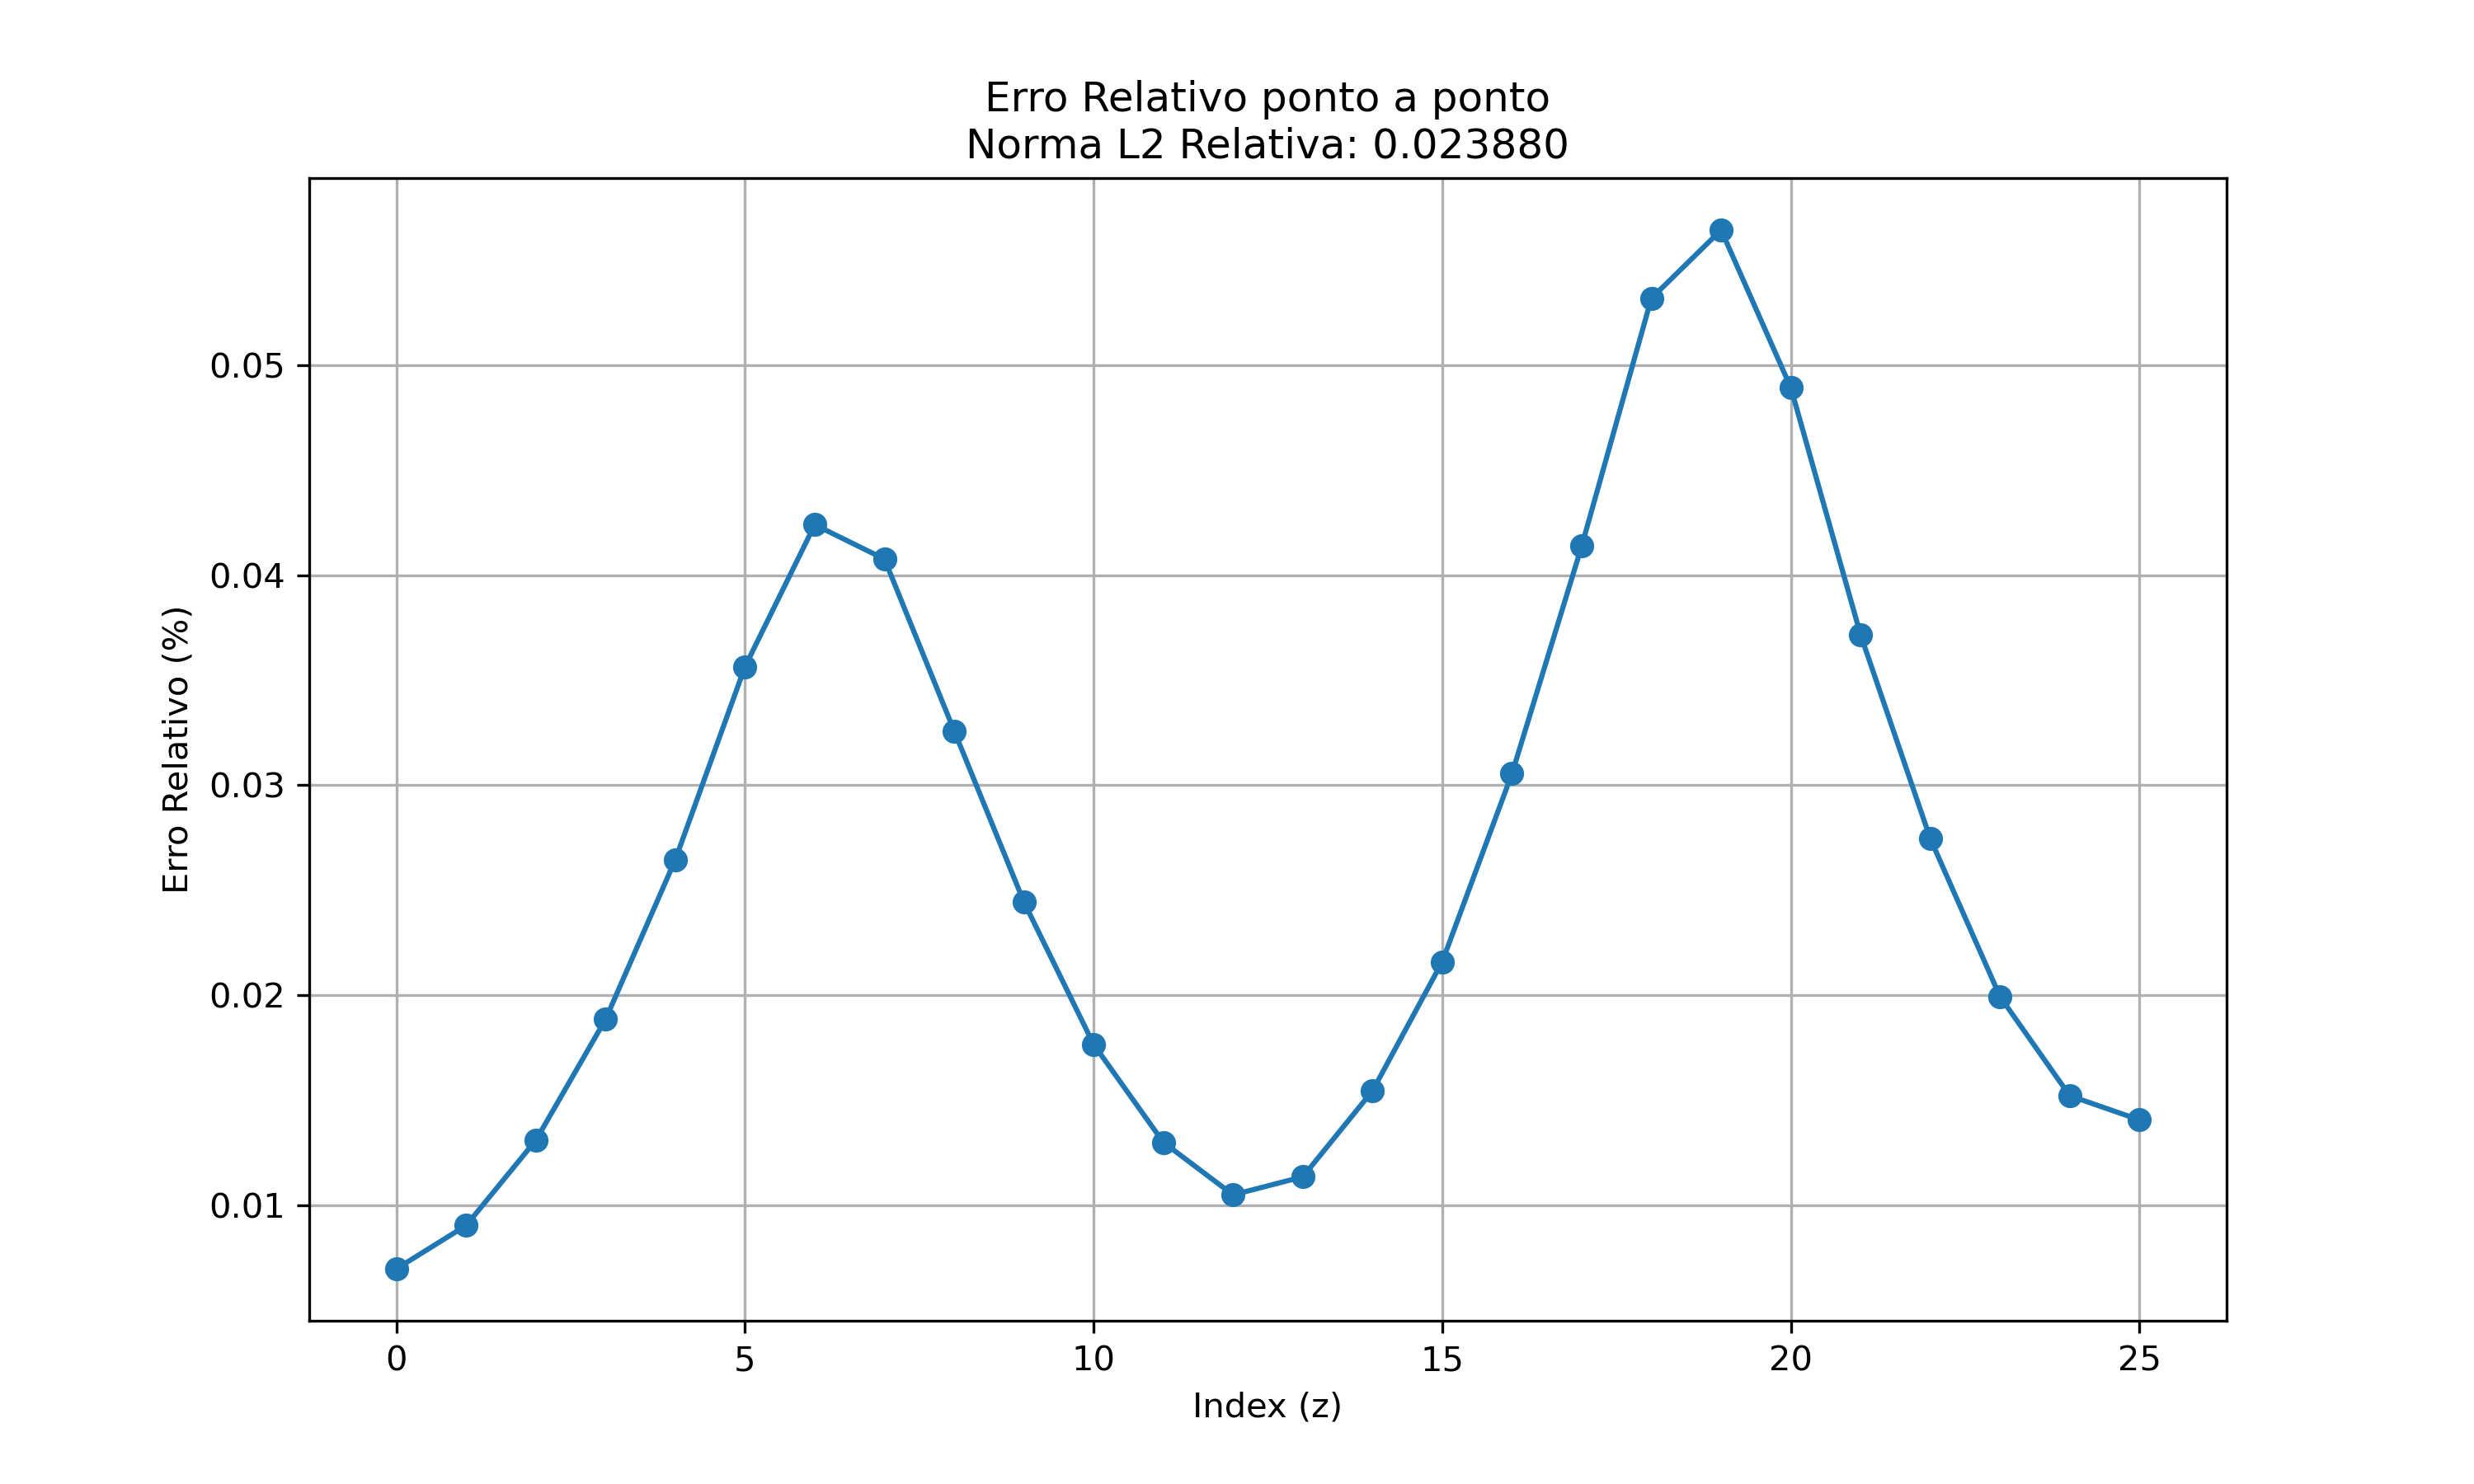 Erro Relativo ponto a ponto
Norma L2 Relativa: 0.023880
Erro Relativo (%)
0.05
0.04
0.03
0.02
0.01
0 5 10 15 20 25
Index (z)